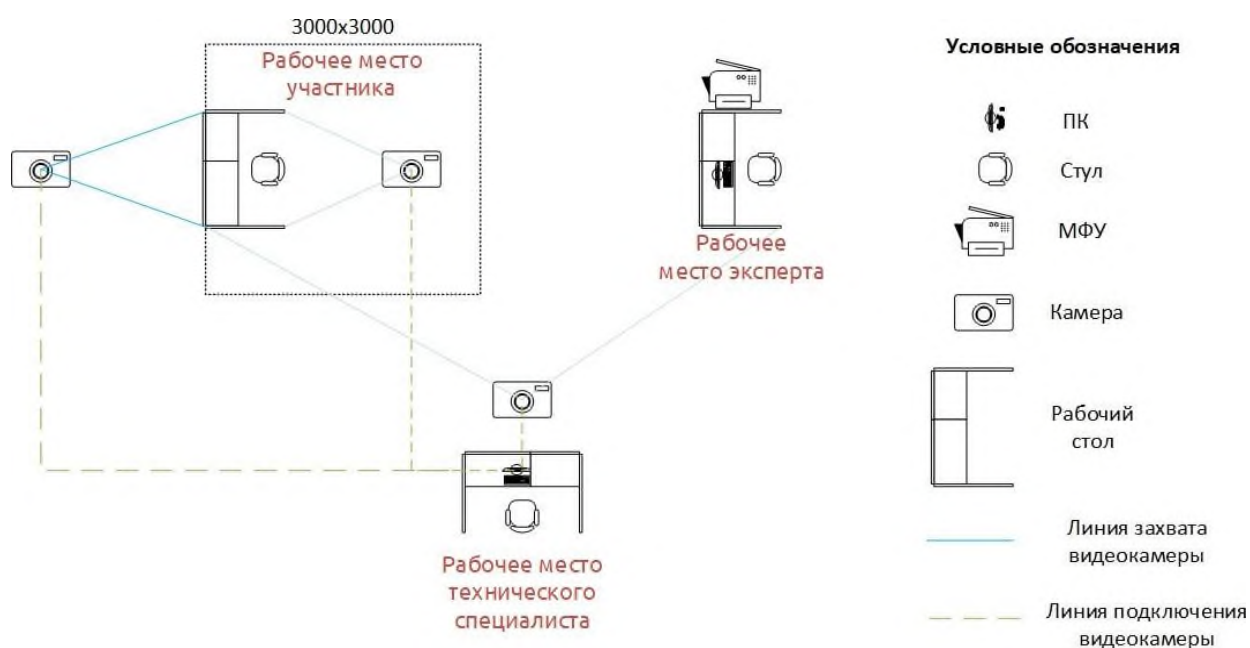 3000x3000
Рабочее место
участника
Рабочее
место эксперта
Рабочее место
технического
специалиста
Условные обозначения
ПК
Стул
МФУ
Камера
Рабочий
стол
Линия захвата
видеокамеры
Линия подключения
видеокамеры